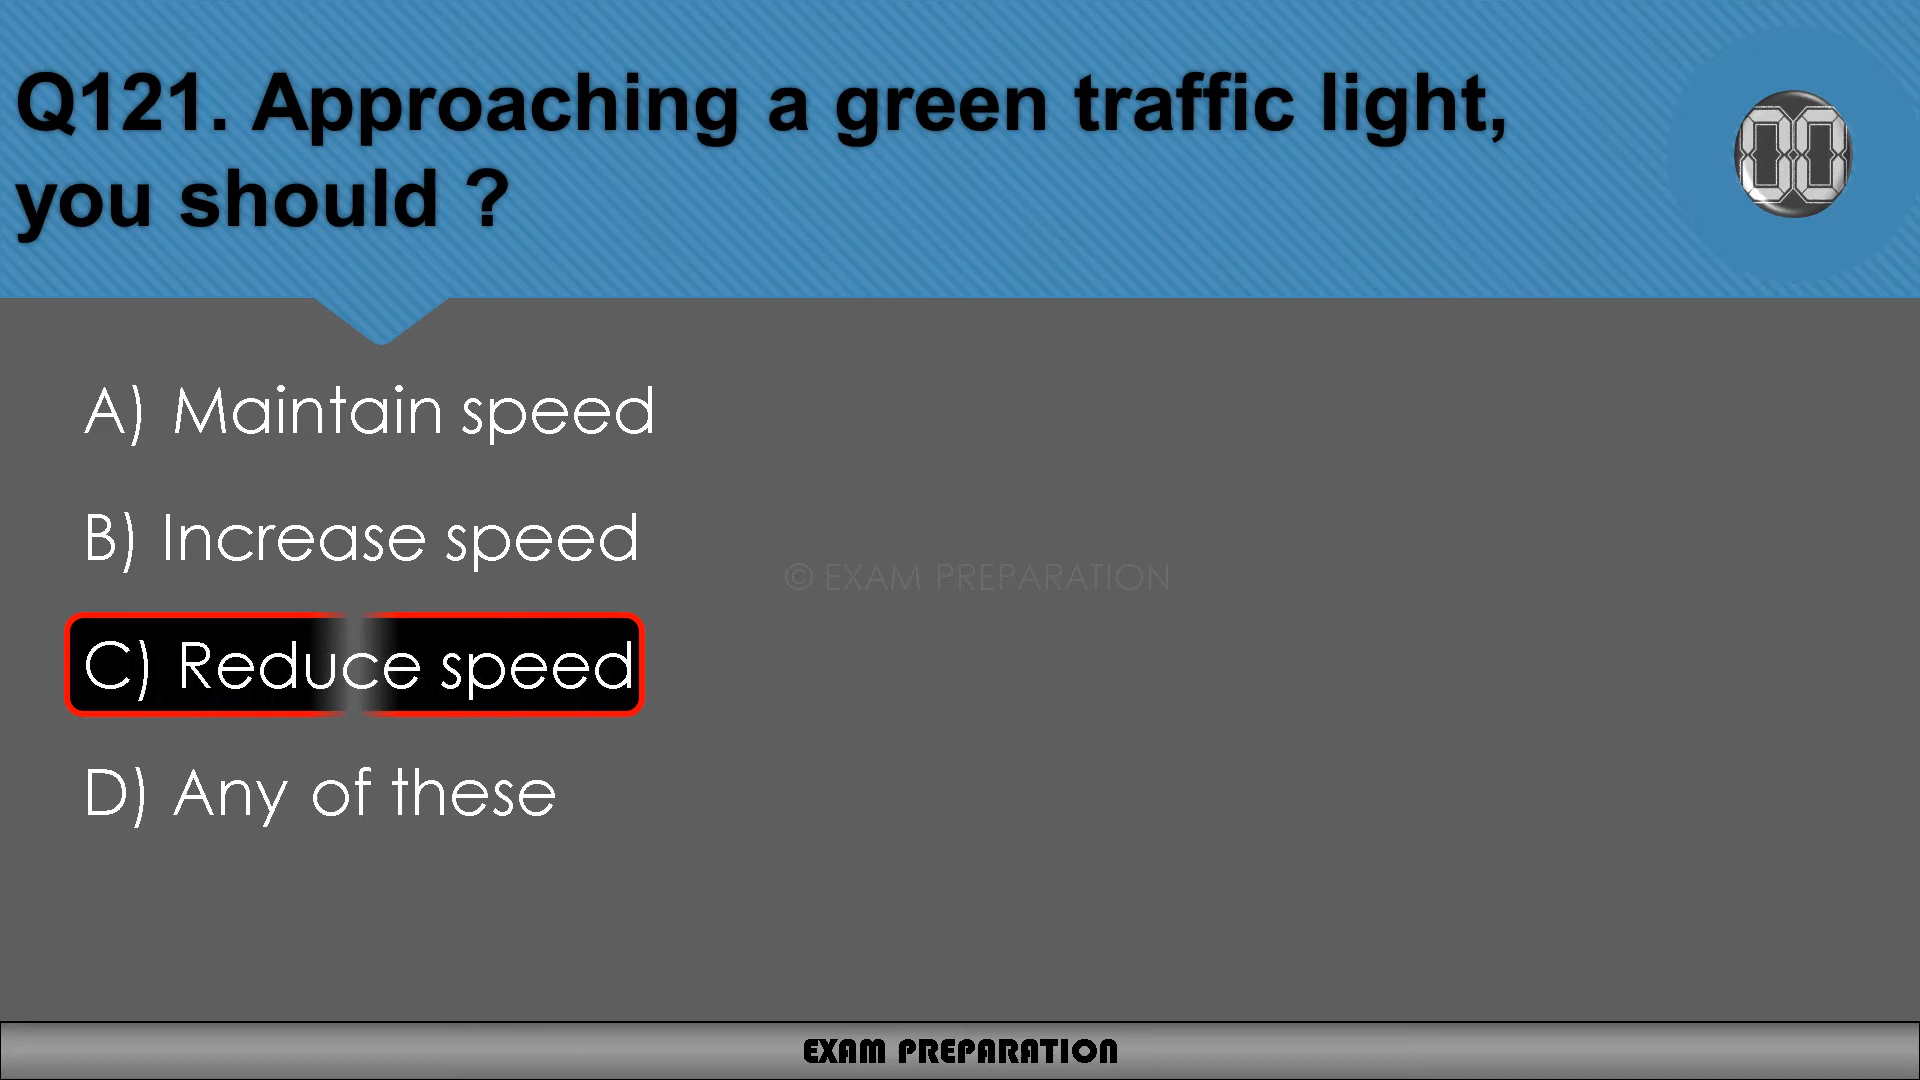 Q121. Approaching a green traffic light,
you should ?
00
A) Maintain speed
B) Increase speed
© EXAM PREPARATION
C) Reduce speed
D) Any of these
EXAM PREPARATION